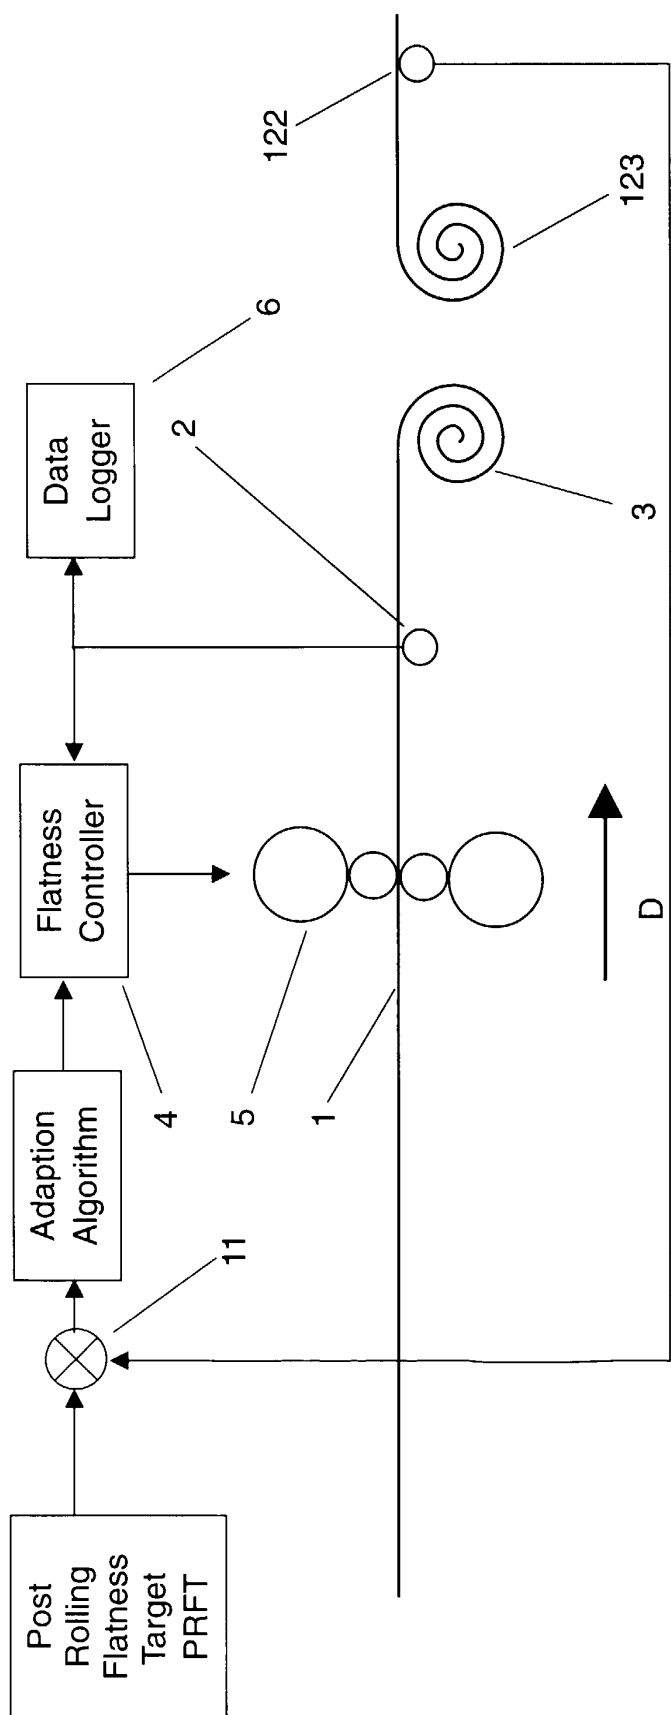 Post
Rolling
Flatness
Target
PRFT
11
Adaption
Algorithm
4
Flatness
Controller
Data
Logger
6
5
1
2
3
D
122
123